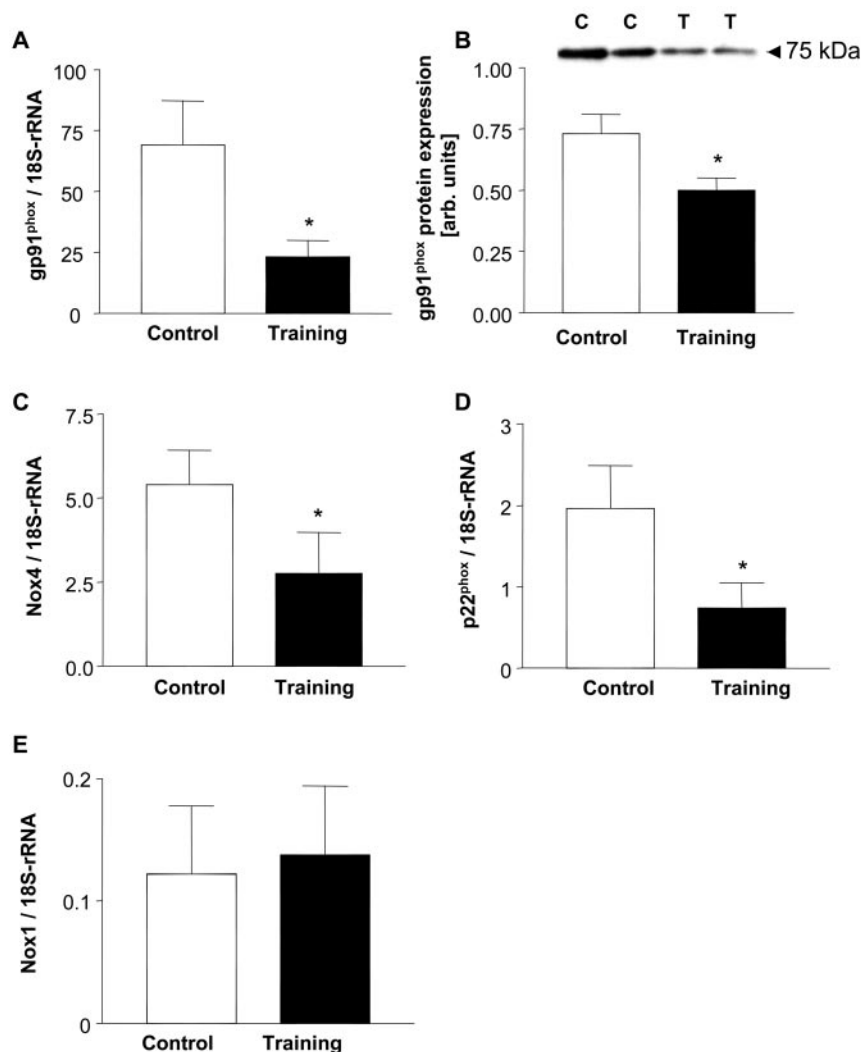 A
gp91phox / 18S-rRNA
100
75
50
25
0
*
Control Training
B
C C T T
◄ 75 kDa
gp91phox protein expression
[arb. units]
1.00
0.75
0.50
0.25
0.00
*
Control Training
C
Nox4 / 18S-rRNA
7.5
5.0
2.5
0.0
*
Control Training
D
p22phox / 18S-rRNA
3
2
1
0
*
Control Training
E
Nox1 / 18S-rRNA
0.2
0.1
0
Control Training